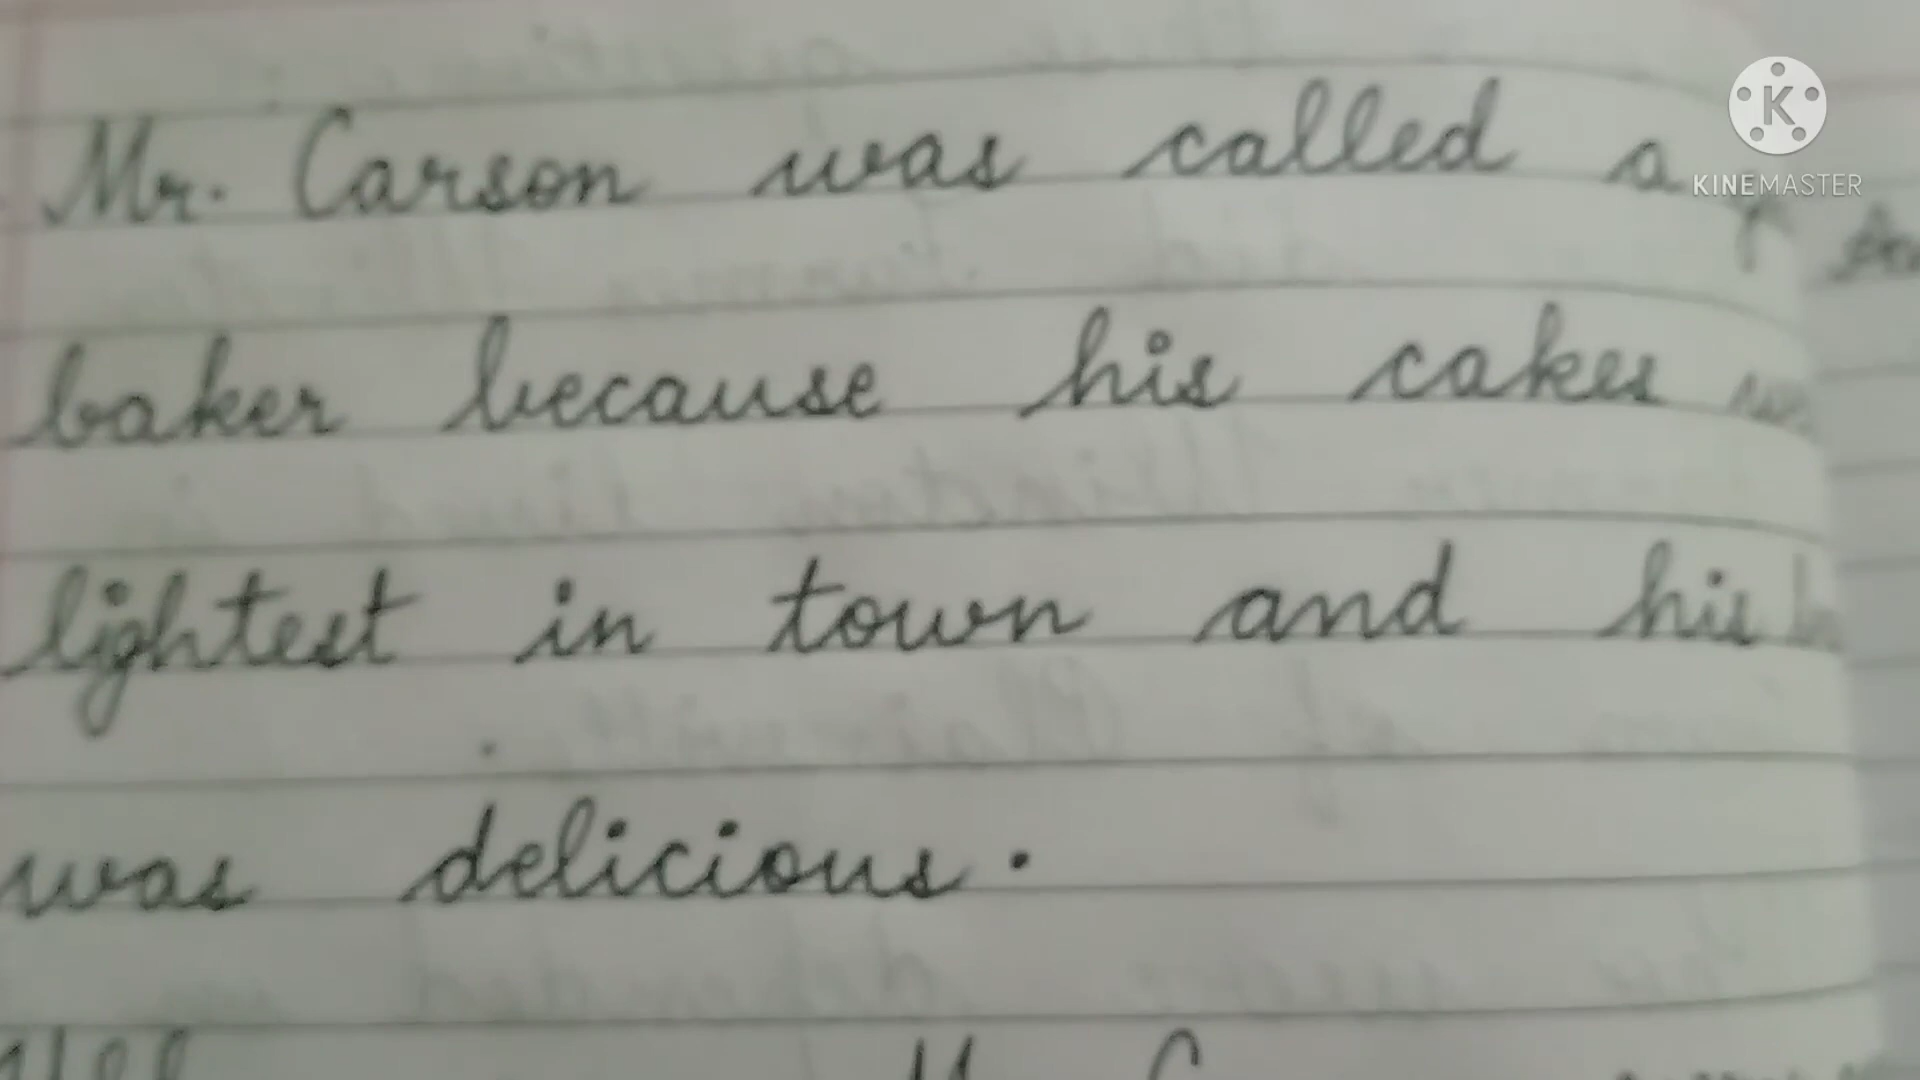 Mr. Carson was called a
KINEMASTER
baker because his cakes
lightest in town and his
was delicious.